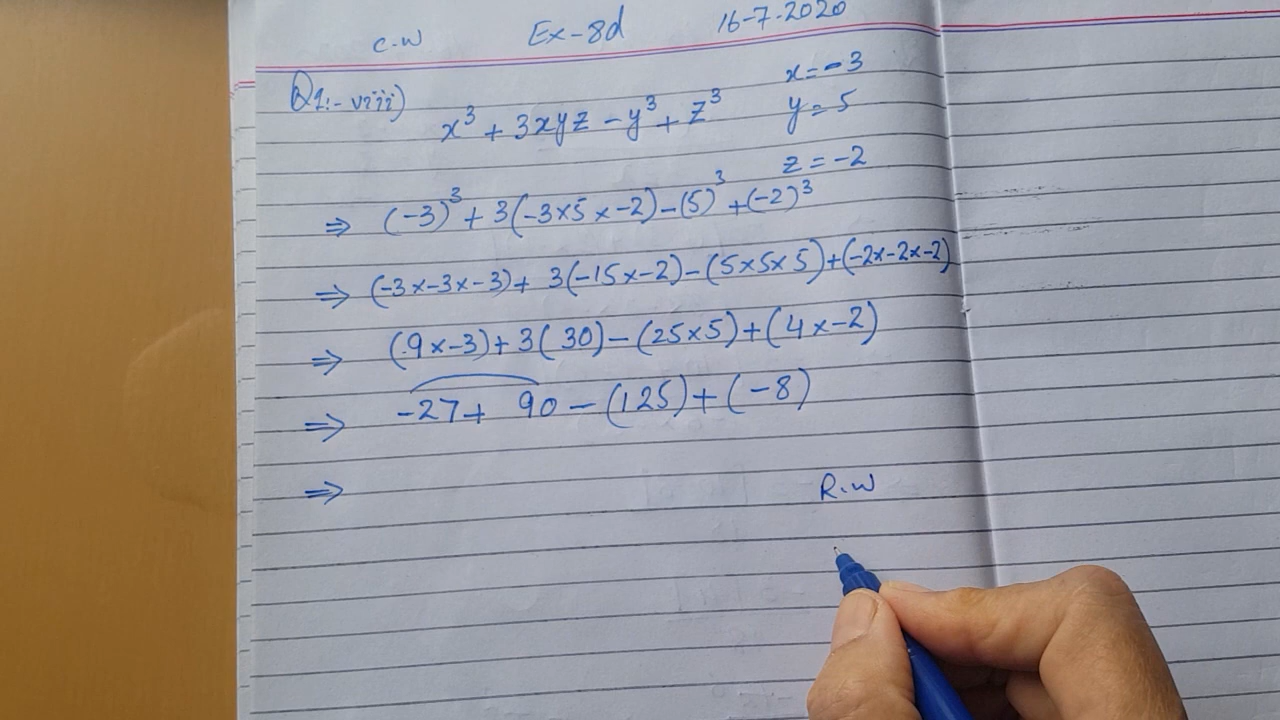 C.W Ex-8d 16-7-2020
Q1:- viii) x³ + 3xyz - y³ + z³ x = -3
y = 5
z = -2
⇒ (-3)³ + 3(-3×5×-2) - (5)³ + (-2)³
⇒ (-3×-3×-3) + 3(-15×-2) - (5×5×5) + (-2×-2×-2)
⇒ (9×-3) + 3(30) - (25×5) + (4×-2)
⇒ -27 + 90 - (125) + (-8)
⇒
R.W